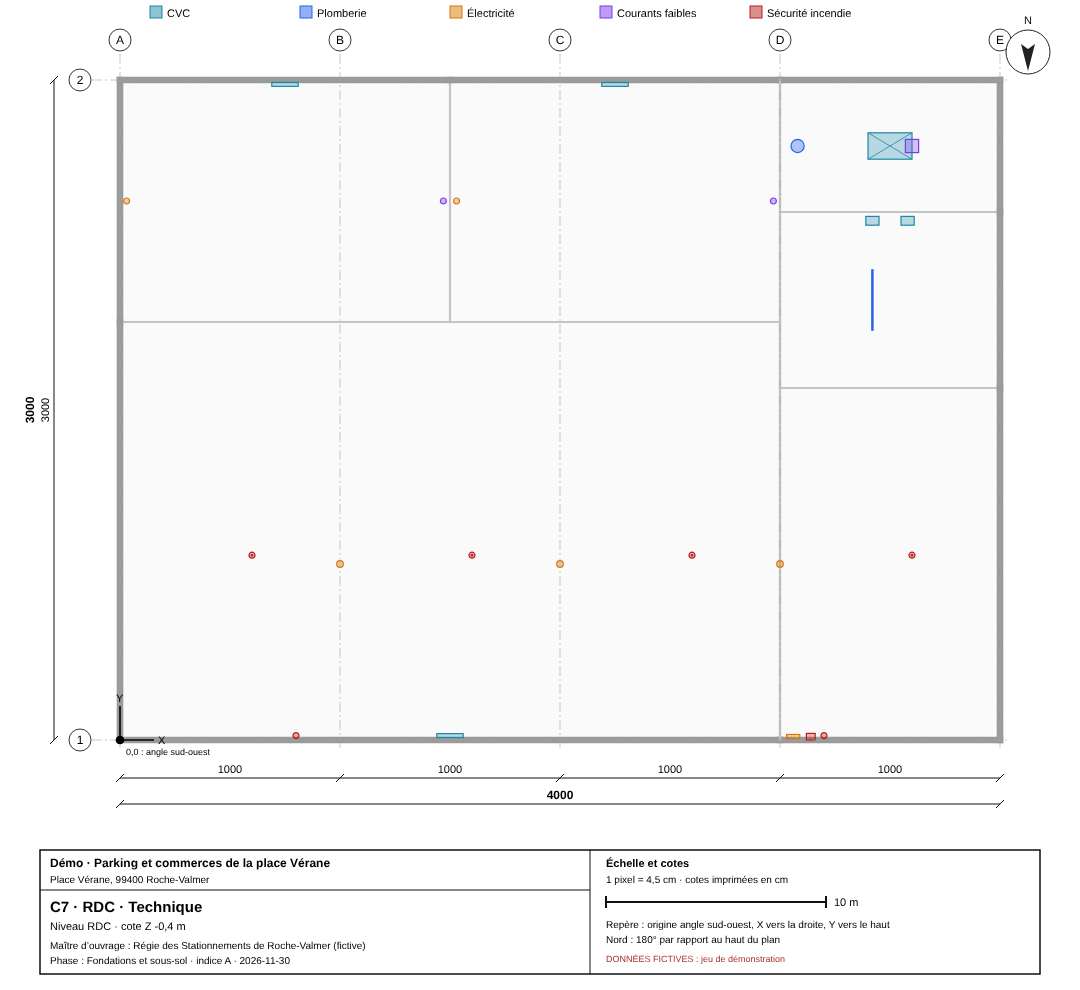 CVC
Plomberie
Électricité
Courants faibles
Sécurité incendie
N
A
B
C
D
E
2
3000
3000
Y
1
X
0,0 : angle sud-ouest
1000
1000
1000
1000
4000
Démo · Parking et commerces de la place Vérane
Place Vérane, 99400 Roche-Valmer
C7 · RDC · Technique
Niveau RDC · cote Z -0,4 m
Maître d’ouvrage : Régie des Stationnements de Roche-Valmer (fictive)
Phase : Fondations et sous-sol · indice A · 2026-11-30
Échelle et cotes
1 pixel = 4,5 cm · cotes imprimées en cm
10 m
Repère : origine angle sud-ouest, X vers la droite, Y vers le haut
Nord : 180° par rapport au haut du plan
DONNÉES FICTIVES : jeu de démonstration